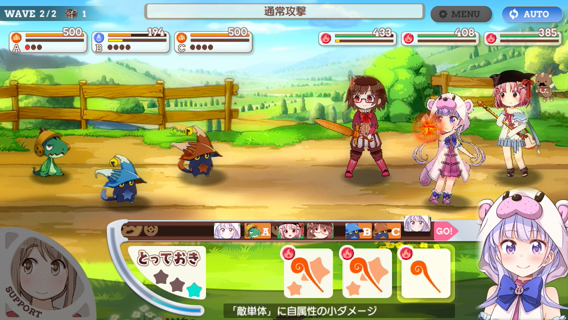 WAVE 2/2 1
通常攻撃
MENU
AUTO
500
A
194
B
500
C
433
408
385
B C GO!
とっておき
SUPPORT
「敵単体」に自属性の小ダメージ